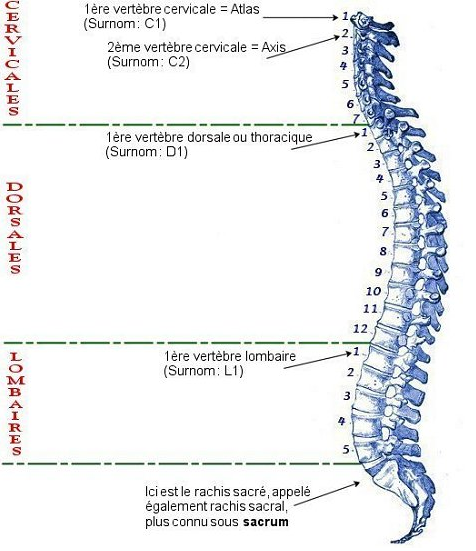 CERVICALES
1ère vertèbre cervicale = Atlas
(Surnom : C1)
2ème vertèbre cervicale = Axis
(Surnom : C2)
1
2
3
4
5
6
7
DORSALES
1ère vertèbre dorsale ou thoracique
(Surnom : D1)
1
2
3
4
5
6
7
8
9
10
11
12
LOMBAIRES
1ère vertèbre lombaire
(Surnom : L1)
1
2
3
4
5
Ici est le rachis sacré, appelé
également rachis sacral,
plus connu sous sacrum